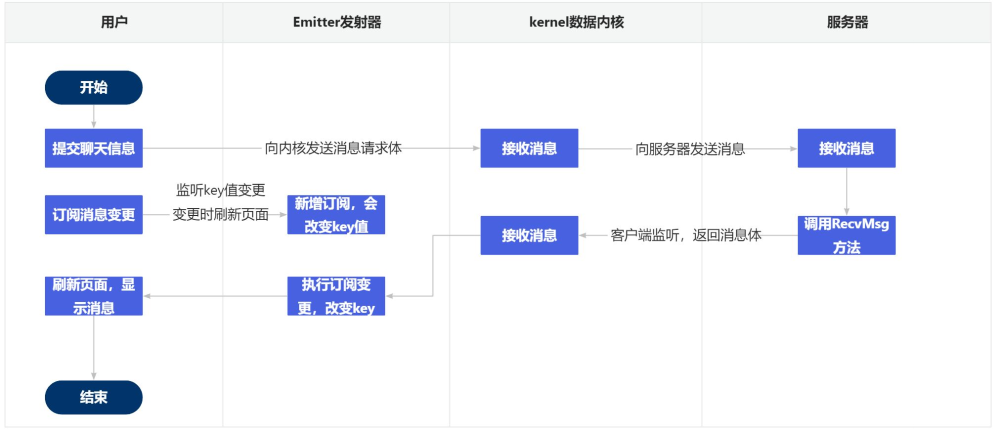 用户
Emitter发射器
kernel数据内核
服务器
开始
提交聊天信息
向内核发送消息请求体
接收消息
向服务器发送消息
接收消息
监听key值变更
订阅消息变更
变更时刷新页面
新增订阅，会
改变key值
接收消息
客户端监听，返回消息体
调用RecvMsg
方法
刷新页面，显
示消息
执行订阅变
更，改变key
结束